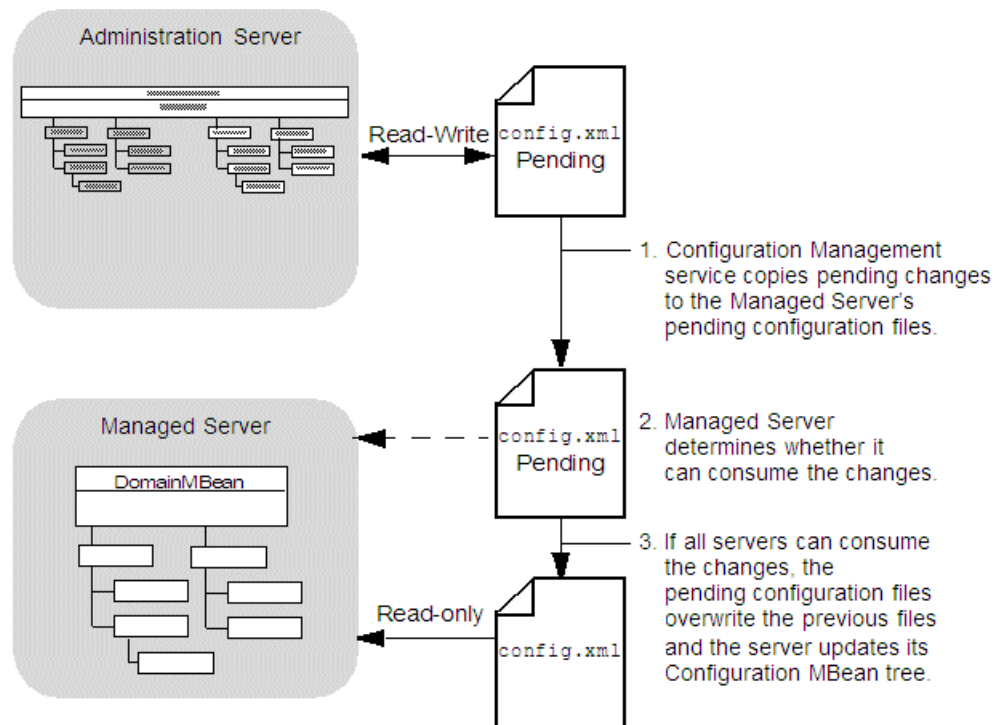 Administration Server
Read-Write
config.xml
Pending
1. Configuration Management
service copies pending changes
to the Managed Server's
pending configuration files.
Managed Server
DomainMBean
config.xml
Pending
2. Managed Server
determines whether it
can consume the changes.
3. If all servers can consume
the changes, the
pending configuration files
overwrite the previous files
and the server updates its
Configuration MBean tree.
Read-only
config.xml